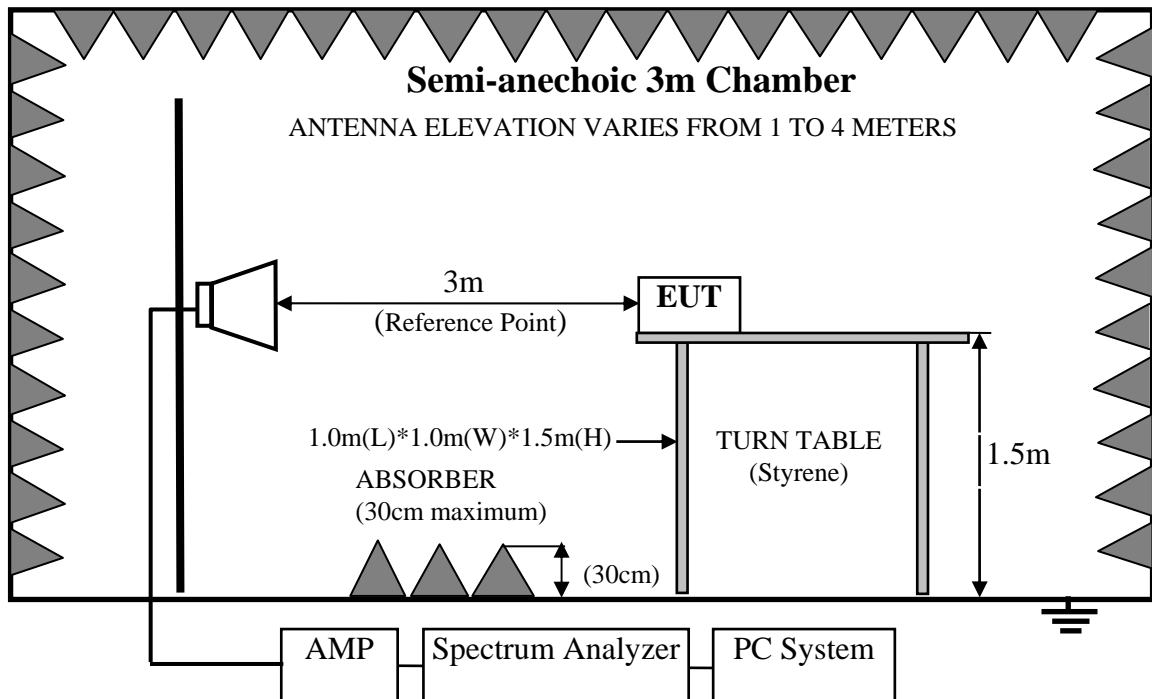 Semi-anechoic 3m Chamber
ANTENNA ELEVATION VARIES FROM 1 TO 4 METERS
3m
(Reference Point)
EUT
1.0m(L)*1.0m(W)*1.5m(H)
TURN TABLE
(Styrene)
1.5m
ABSORBER
(30cm maximum)
(30cm)
AMP
Spectrum Analyzer
PC System